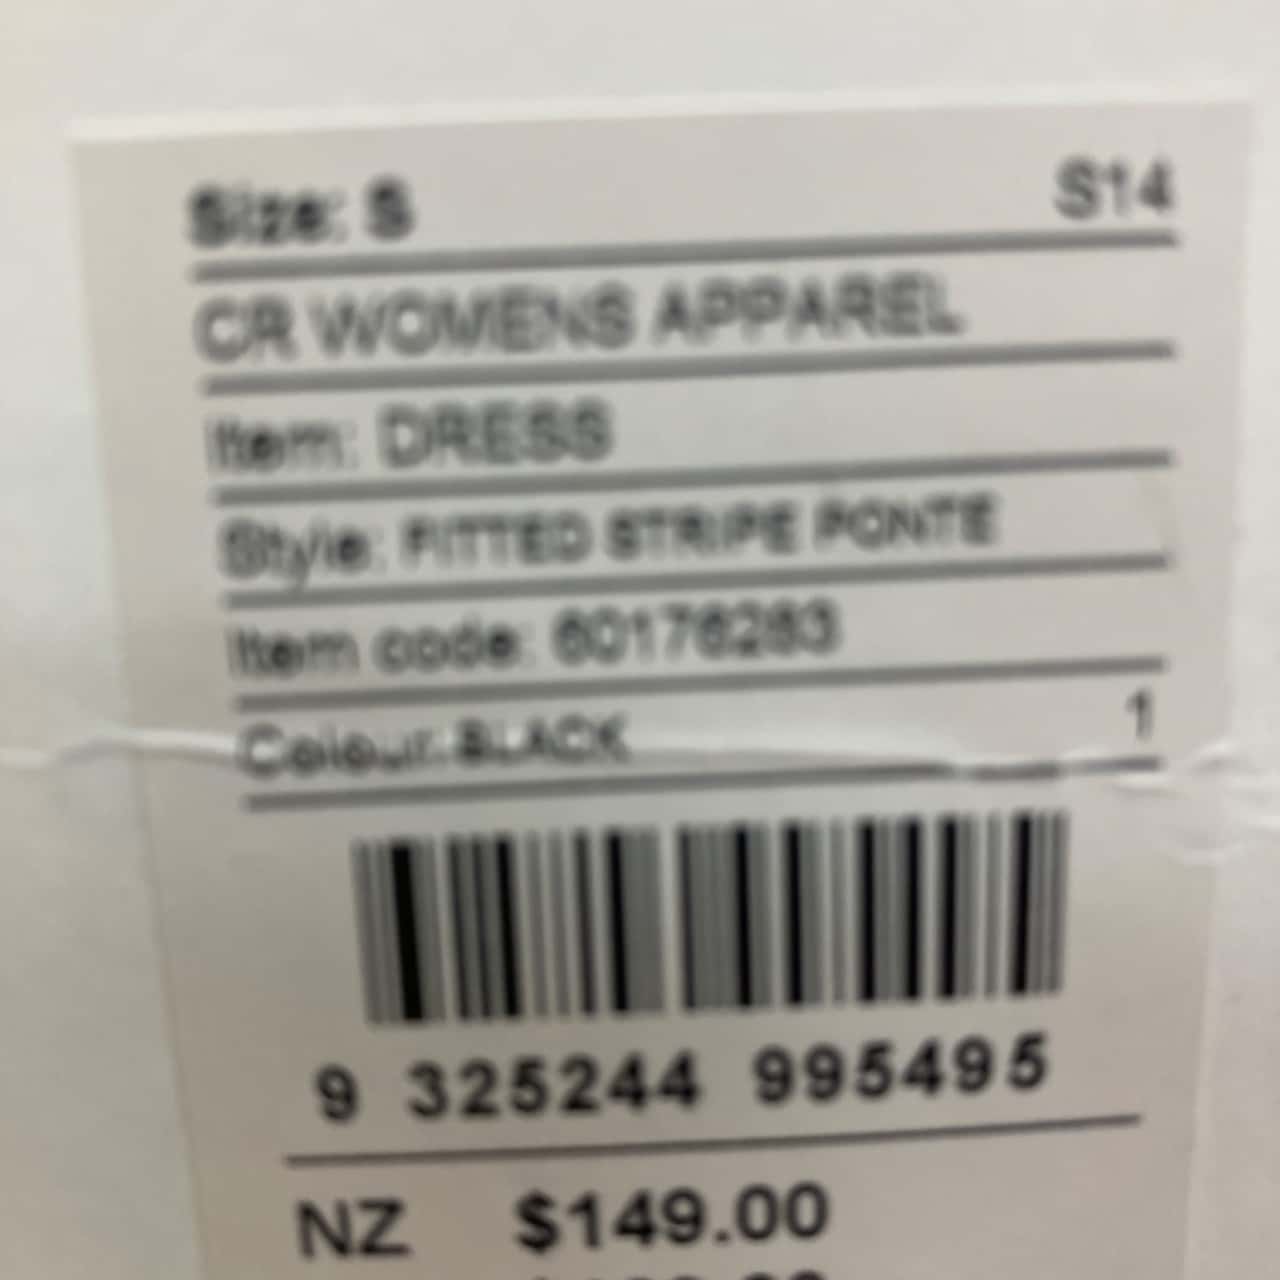 Size: S S14
CR WOMENS APPAREL
Item: DRESS
Style: FITTED STRIPE PONTE
Item code: 60176283
Colour: BLACK 1
9 325244 995495
NZ $149.00